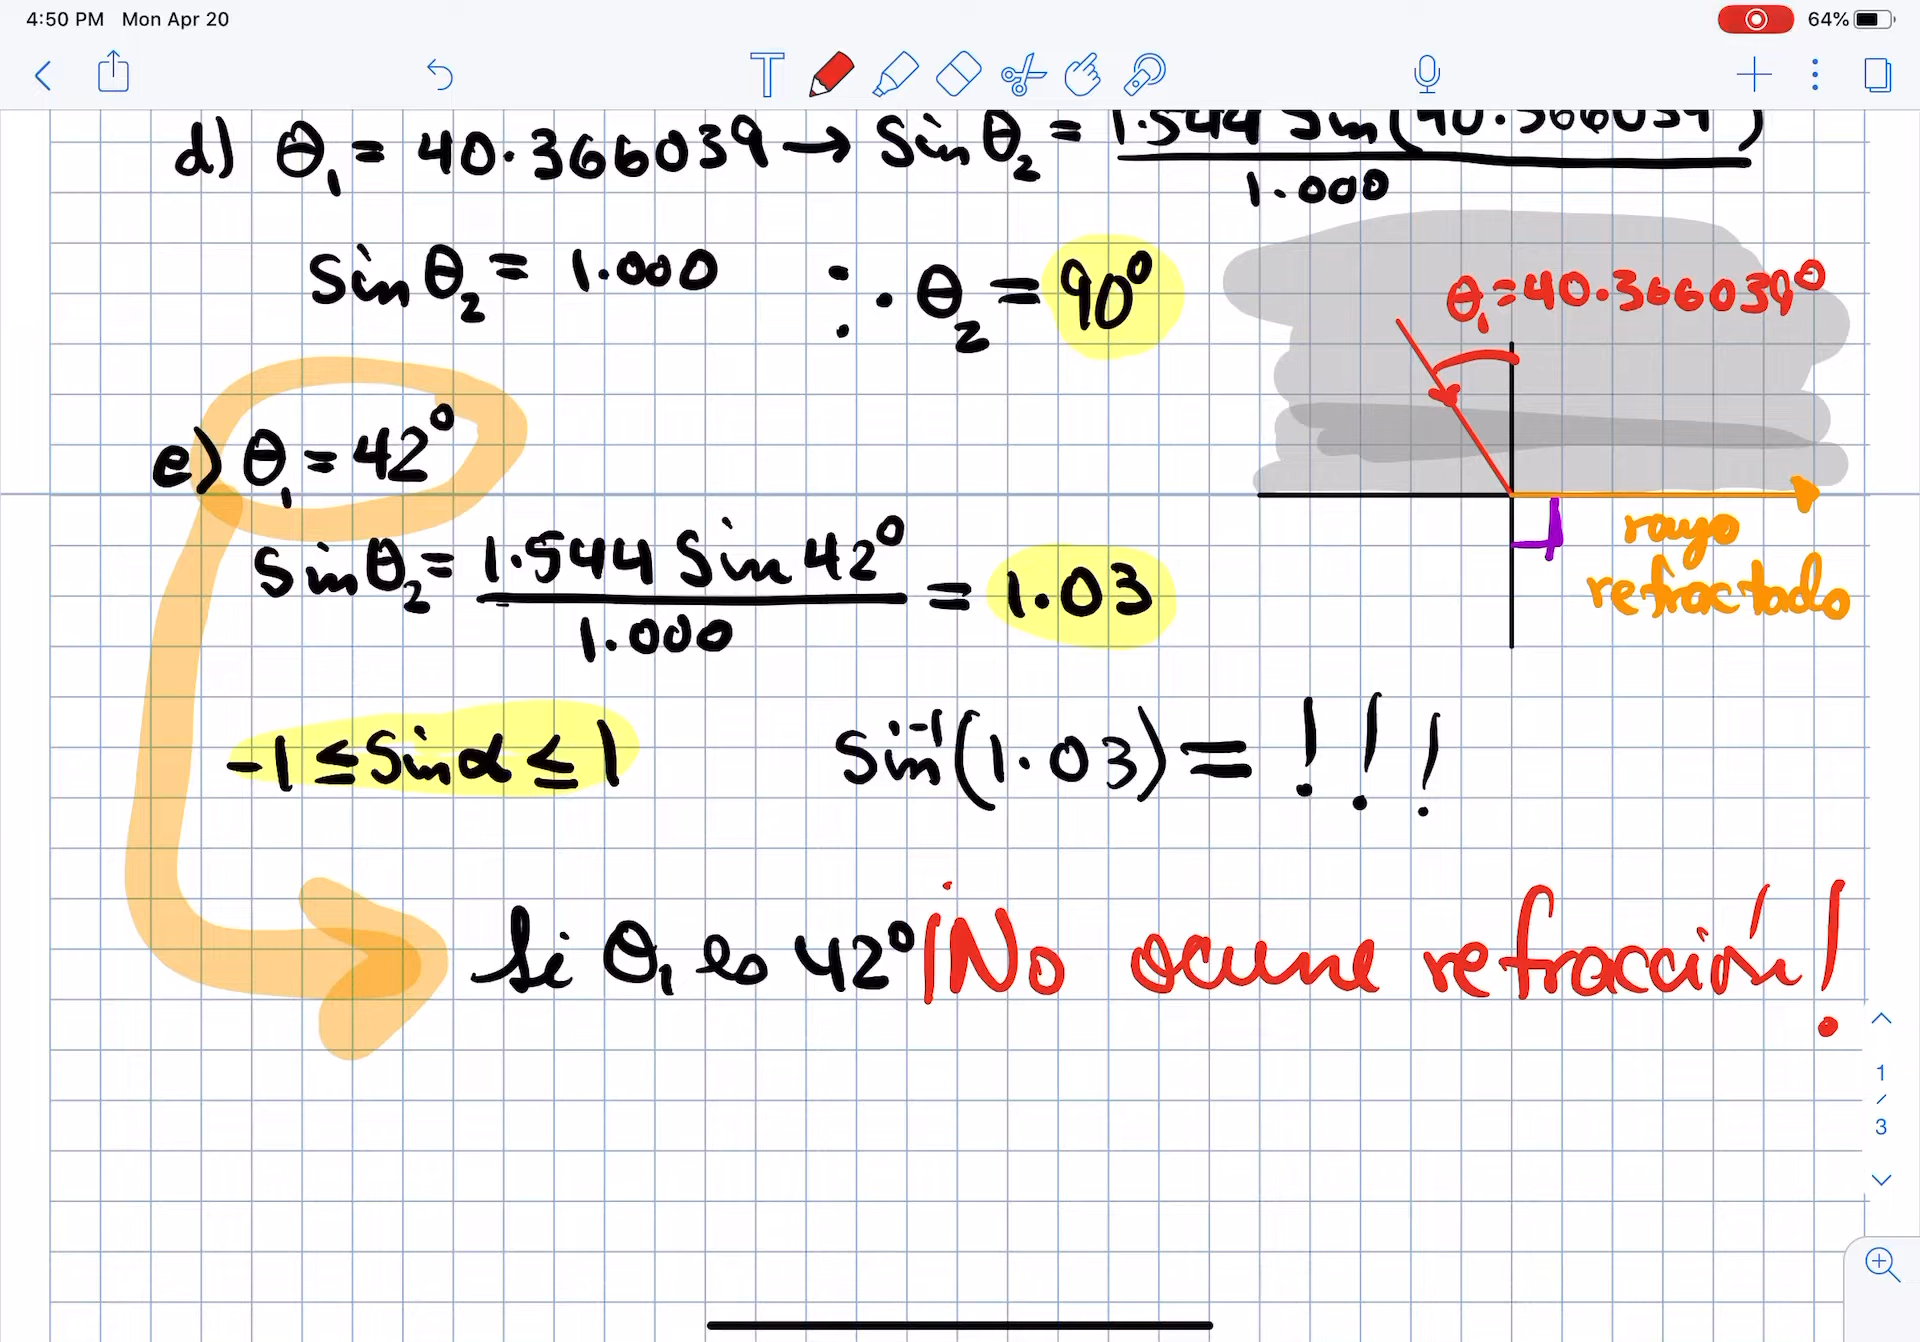 4:50 PM Mon Apr 20
64%
T
d) θ₁ = 40.366039 → Sin θ₂ = 1.544 Sin(40.366039) / 1.000
Sin θ₂ = 1.000 ∴ θ₂ = 90°
θ₁ = 40.366039°
e) θ₁ = 42°
Sin θ₂ = 1.544 Sin 42° / 1.000 = 1.03
rayo
refractado
-1 ≤ Sin α ≤ 1 Sin⁻¹(1.03) = !!!
Si θ₁ es 42° ¡No ocurre refracción!
1
/
3